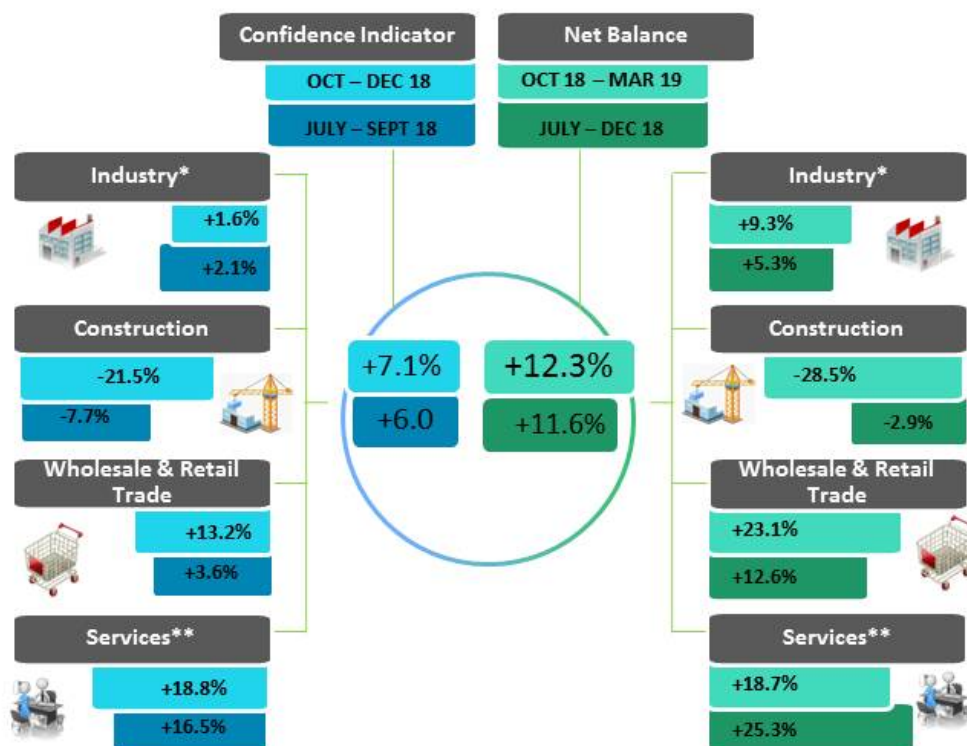 Confidence Indicator
OCT – DEC 18
JULY – SEPT 18
Net Balance
OCT 18 – MAR 19
JULY – DEC 18
Industry*
+1.6%
+2.1%
Construction
-21.5%
-7.7%
Wholesale & Retail
Trade
+13.2%
+3.6%
Services**
+18.8%
+16.5%
+7.1%
+6.0
+12.3%
+11.6%
Industry*
+9.3%
+5.3%
Construction
-28.5%
-2.9%
Wholesale & Retail
Trade
+23.1%
+12.6%
Services**
+18.7%
+25.3%